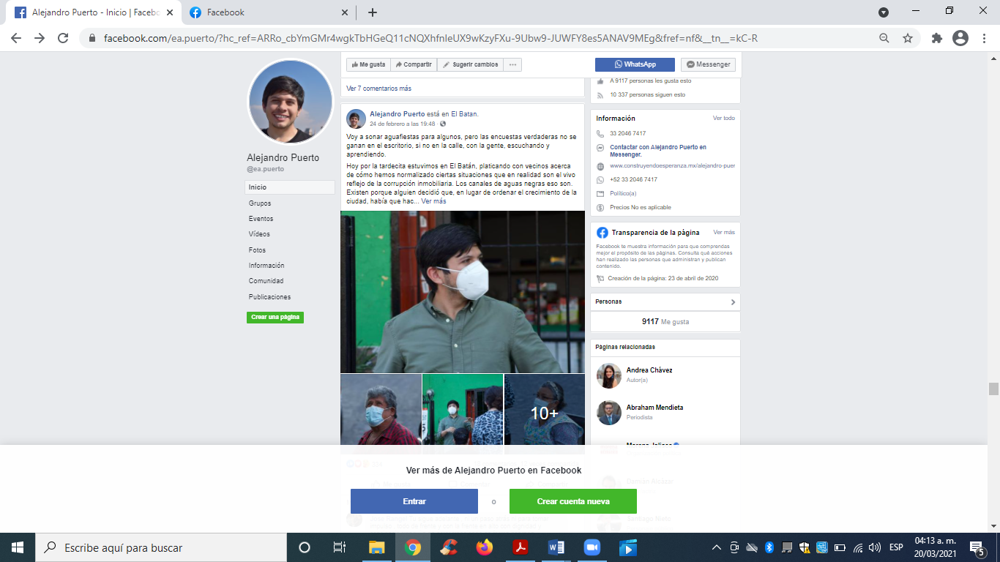 Alejandro Puerto - Inicio | Facebo
Facebook
facebook.com/ea.puerto/?hc_ref=ARRo_cbYmGMr4wgkTbHGeQ11cNQXhfnleUX9wKzyFXu-9Ubw9-JUWFY8es5ANAV9MEg&fref=nf&__tn__=kC-R
Alejandro Puerto
@ea.puerto
Inicio
Grupos
Eventos
Vídeos
Fotos
Información
Comunidad
Publicaciones
Crear una página
Me gusta
Compartir
Sugerir cambios
WhatsApp
Messenger
Ver 7 comentarios más
Alejandro Puerto está en El Batan.
24 de febrero a las 19:48 ·
Voy a sonar aguafiestas para algunos, pero las encuestas verdaderas no se
ganan en el escritorio, si no en la calle, con la gente, escuchando y
aprendiendo.
Hoy por la tardecita estuvimos en El Batán, platicando con vecinos acerca
de cómo hemos normalizado ciertas situaciones que en realidad son el vivo
reflejo de la corrupción inmobiliaria. Los canales de aguas negras eso son.
Existen porque alguien decidió que, en lugar de ordenar el crecimiento de la
ciudad, había que hac... Ver más
10+
A 9117 personas les gusta esto
10 337 personas siguen esto
Información
Ver todo
33 2046 7417
Contactar con Alejandro Puerto en
Messenger.
www.construyendoesperanza.mx/alejandro-puer
+52 33 2046 7417
Político(a)
Precios No es aplicable
Transparencia de la página
Ver más
Facebook te muestra información para que comprendas
mejor el propósito de las páginas. Consulta qué acciones
han realizado las personas que administran y publican
contenido.
Creación de la página: 23 de abril de 2020
Personas
9117 Me gusta
Páginas relacionadas
Andrea Chávez
Autor(a)
Abraham Mendieta
Periodista
Morena Jalisco
Damián Alcázar
Santiago Nieto
Ver más de Alejandro Puerto en Facebook
Entrar
o
Crear cuenta nueva
Escribe aquí para buscar
ESP
04:13 a. m.
20/03/2021
5